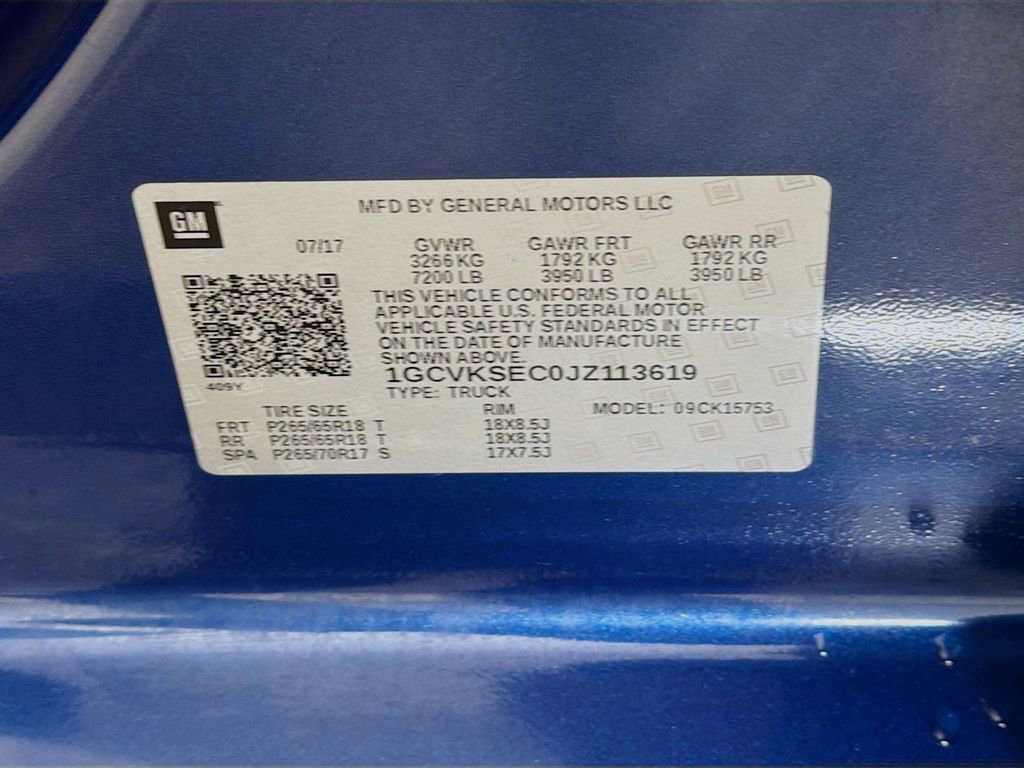 GM
MFD BY GENERAL MOTORS LLC
07/17 GVWR GAWR FRT GAWR RR
3266 KG 1792 KG 1792 KG
7200 LB 3950 LB 3950 LB
THIS VEHICLE CONFORMS TO ALL
APPLICABLE U.S. FEDERAL MOTOR
VEHICLE SAFETY STANDARDS IN EFFECT
ON THE DATE OF MANUFACTURE
SHOWN ABOVE.
409Y
1GCVKSEC0JZ113619
TYPE: TRUCK
TIRE SIZE RIM MODEL: 09CK15753
FRT P265/65R18 T 18X8.5J
RR P265/65R18 T 18X8.5J
SPA P265/70R17 S 17X7.5J